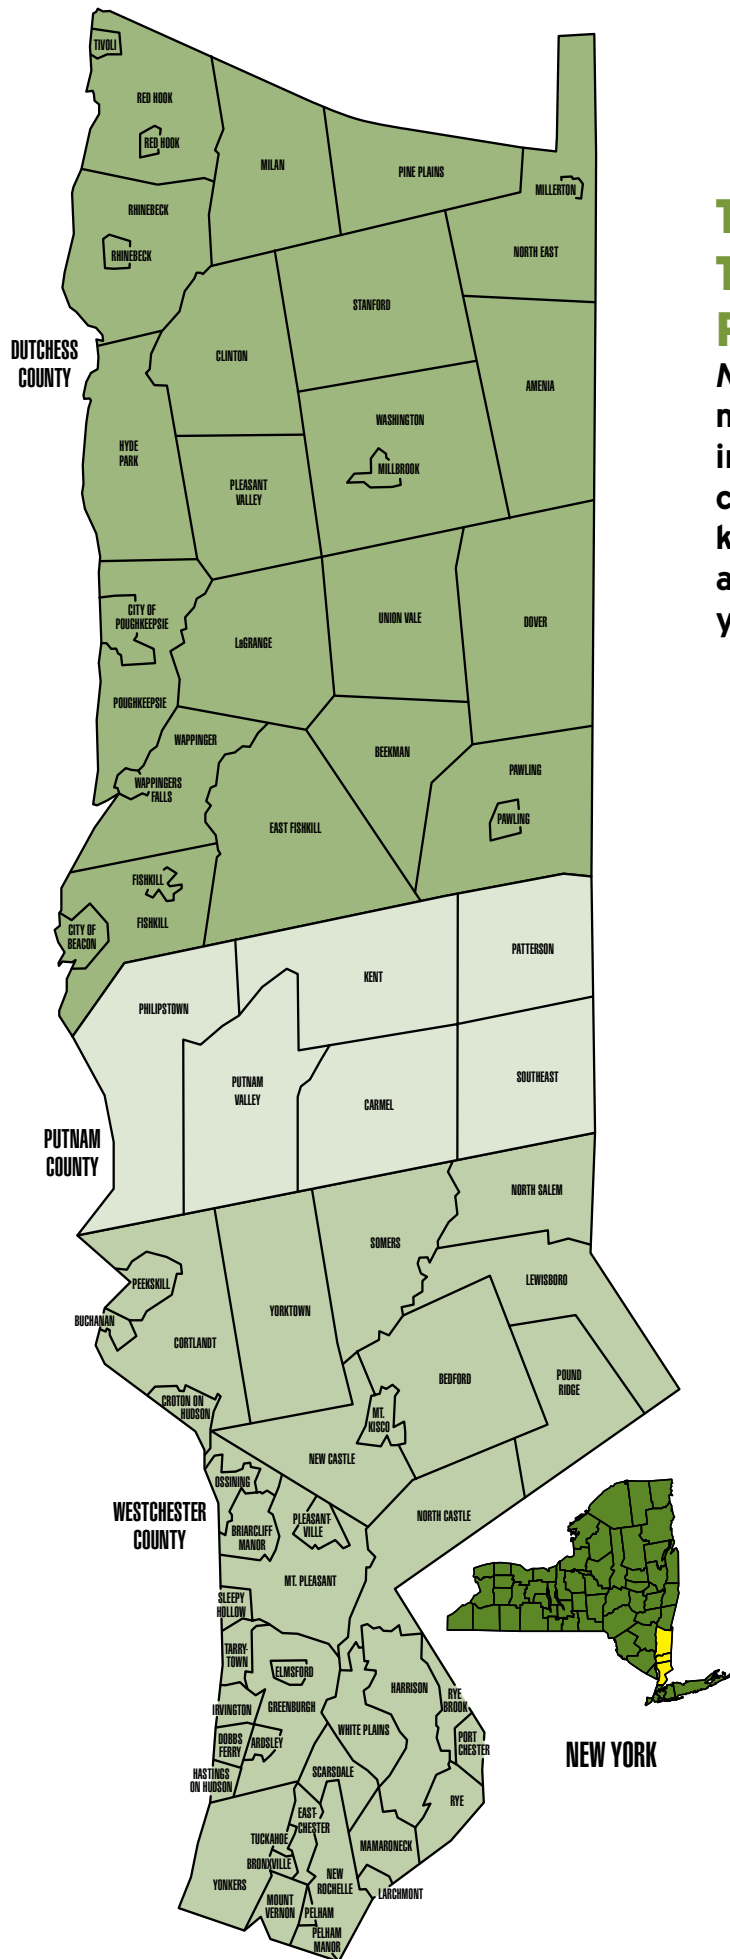 TIVOLI
RED HOOK
RED HOOK
MILAN
PINE PLAINS
MILLERTON
RHINEBECK
RHINEBECK
NORTH EAST
STANFORD
DUTCHESS
COUNTY
CLINTON
AMENIA
WASHINGTON
HYDE
PARK
MILLBROOK
PLEASANT
VALLEY
CITY OF
POUGHKEEPSIE
UNION VALE
DOVER
LaGRANGE
POUGHKEEPSIE
WAPPINGER
BEEKMAN
PAWLING
WAPPINGERS
FALLS
PAWLING
EAST FISHKILL
FISHKILL
FISHKILL
CITY OF
BEACON
PATTERSON
KENT
PHILIPSTOWN
PUTNAM
VALLEY
SOUTHEAST
CARMEL
PUTNAM
COUNTY
NORTH SALEM
SOMERS
LEWISBORO
PEEKSKILL
YORKTOWN
BUCHANAN
CORTLANDT
BEDFORD
POUND
RIDGE
CROTON ON
HUDSON
MT.
KISCO
NEW CASTLE
OSSINING
WESTCHESTER
COUNTY
PLEASANT-
VILLE
NORTH CASTLE
BRIARCLIFF
MANOR
MT. PLEASANT
SLEEPY
HOLLOW
TARRY-
TOWN
ELMSFORD
HARRISON
RYE
BROOK
IRVINGTON
GREENBURGH
WHITE PLAINS
PORT
CHESTER
DOBBS
FERRY
ARDSLEY
HASTINGS
ON HUDSON
SCARSDALE
RYE
EAST-
CHESTER
TUCKAHOE
MAMARONECK
BRONXVILLE
YONKERS
NEW
ROCHELLE
LARCHMONT
MOUNT
VERNON
PELHAM
PELHAM
MANOR
NEW YORK
T
T
P